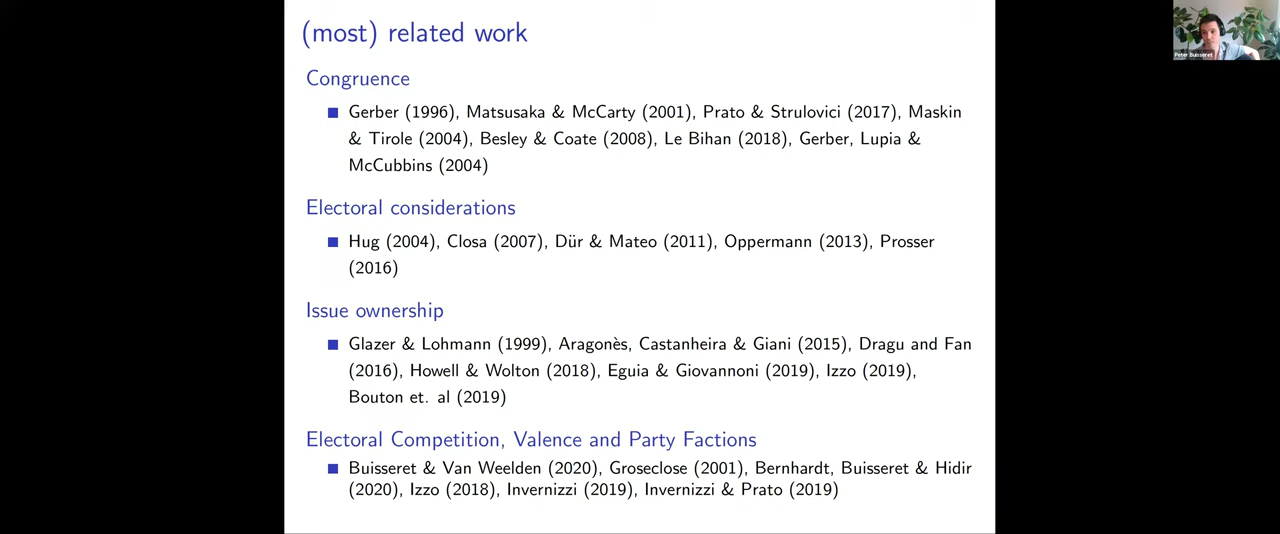 (most) related work
Congruence
Gerber (1996), Matsusaka & McCarty (2001), Prato & Strulovici (2017), Maskin
& Tirole (2004), Besley & Coate (2008), Le Bihan (2018), Gerber, Lupia &
McCubbins (2004)
Electoral considerations
Hug (2004), Closa (2007), Dür & Mateo (2011), Oppermann (2013), Prosser
(2016)
Issue ownership
Glazer & Lohmann (1999), Aragonès, Castanheira & Giani (2015), Dragu and Fan
(2016), Howell & Wolton (2018), Eguia & Giovannoni (2019), Izzo (2019),
Bouton et. al (2019)
Electoral Competition, Valence and Party Factions
Buisseret & Van Weelden (2020), Groseclose (2001), Bernhardt, Buisseret & Hidir
(2020), Izzo (2018), Invernizzi (2019), Invernizzi & Prato (2019)
Peter Buisseret